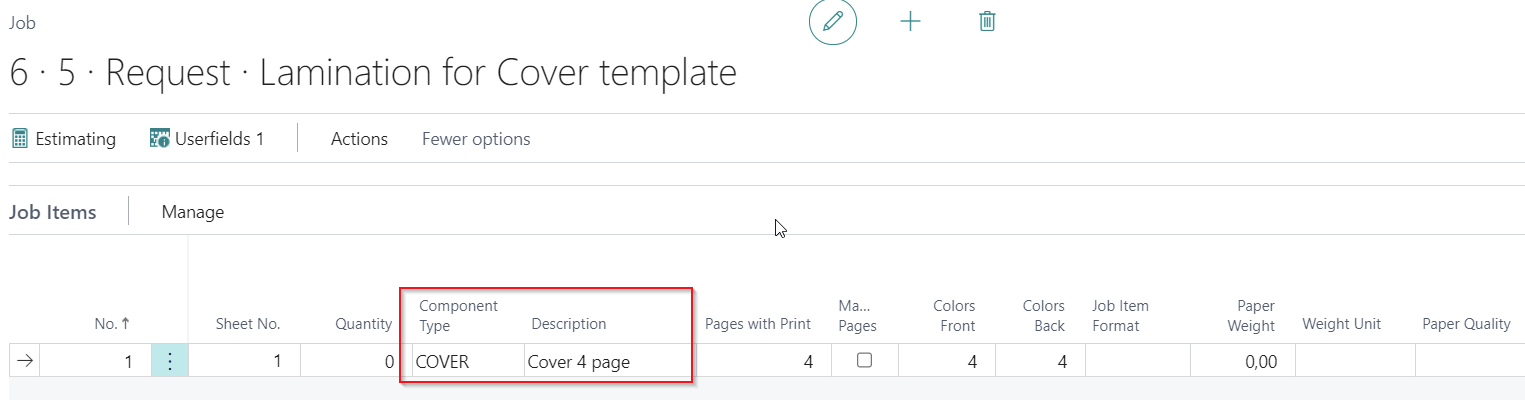 Job
6 · 5 · Request · Lamination for Cover template
Estimating Userfields 1 Actions Fewer options
Job Items Manage
No. ↑ Sheet No. Quantity Component Type Description Pages with Print Ma... Pages Colors Front Colors Back Job Item Format Paper Weight Weight Unit Paper Quality
1 1 0 COVER Cover 4 page 4 4 4 0,00